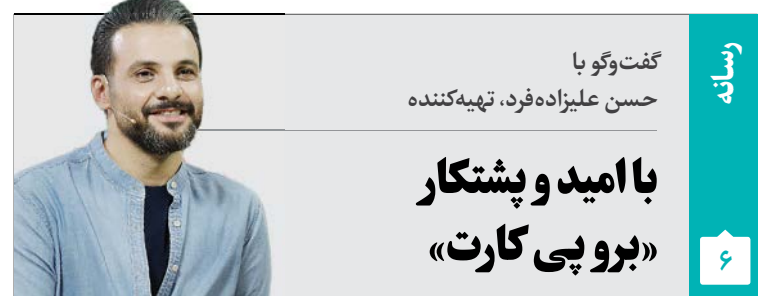 رسانه
گفت‌وگو با
حسن علیزاده‌فرد، تهیه‌کننده
با امید و پشتکار
«برو پی کارت»
۶